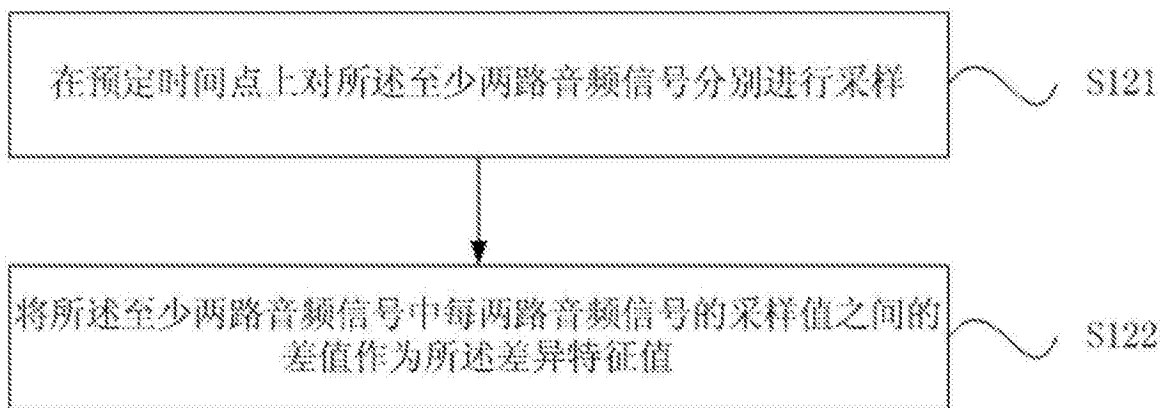 在预定时间点上对所述至少两路音频信号分别进行采样
S121
将所述至少两路音频信号中每两路音频信号的采样值之间的
差值作为所述差异特征值
S122